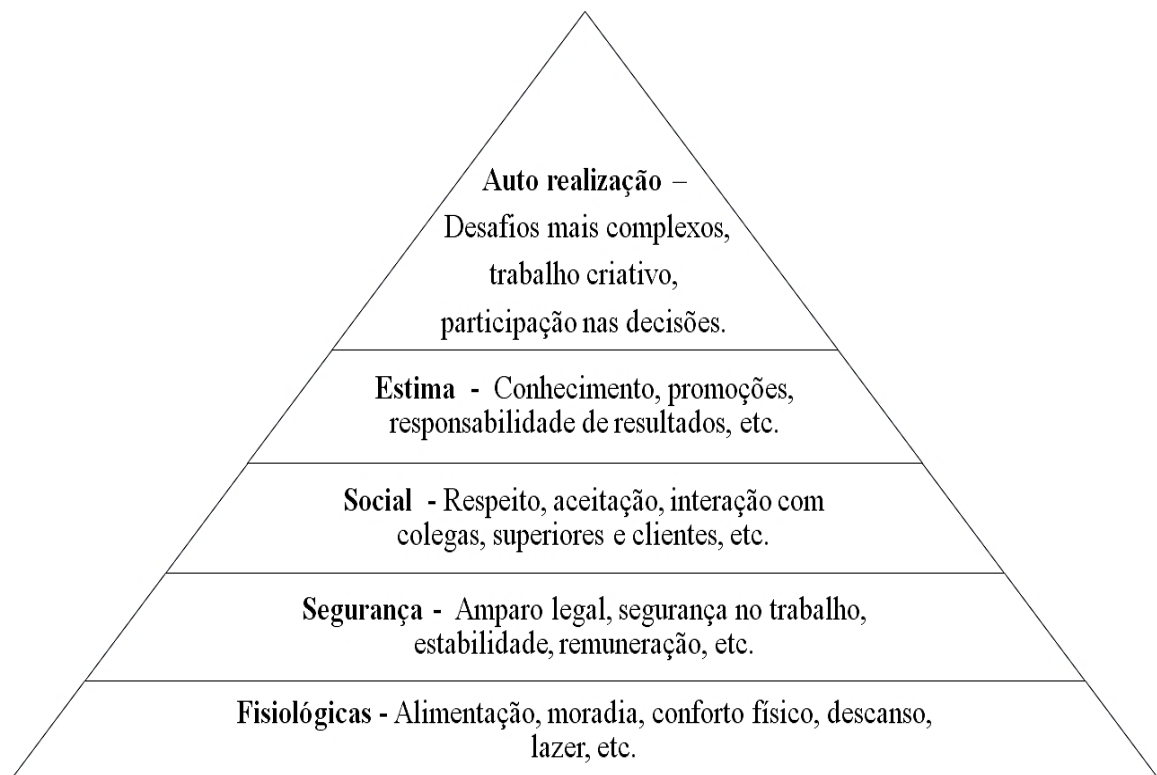 Auto realização –
Desafios mais complexos,
trabalho criativo,
participação nas decisões.
Estima - Conhecimento, promoções,
responsabilidade de resultados, etc.
Social - Respeito, aceitação, interação com
colegas, superiores e clientes, etc.
Segurança - Amparo legal, segurança no trabalho,
estabilidade, remuneração, etc.
Fisiológicas - Alimentação, moradia, conforto físico, descanso,
lazer, etc.